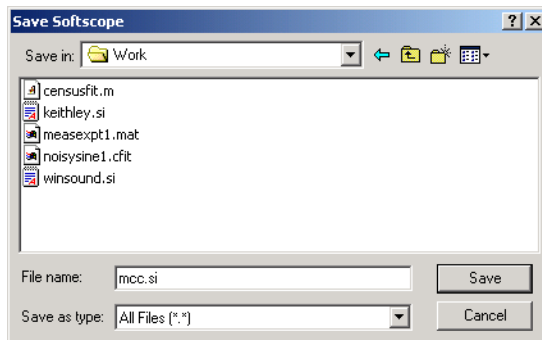 Save Softscope
Save in: Work
censusfit.m
keithley.si
measexpt1.mat
noisysine1.cfit
winsound.si
File name: mcc.si Save
Save as type: All Files (*.*) Cancel